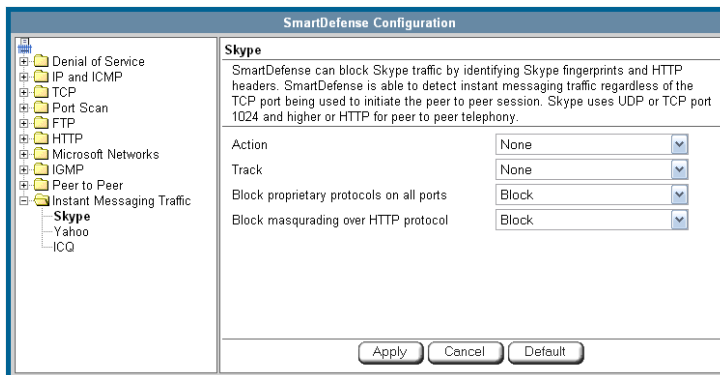 SmartDefense Configuration
Denial of Service
IP and ICMP
TCP
Port Scan
FTP
HTTP
Microsoft Networks
IGMP
Peer to Peer
Instant Messaging Traffic
Skype
Yahoo
ICQ
Skype
SmartDefense can block Skype traffic by identifying Skype fingerprints and HTTP
headers. SmartDefense is able to detect instant messaging traffic regardless of the
TCP port being used to initiate the peer to peer session. Skype uses UDP or TCP port
1024 and higher or HTTP for peer to peer telephony.
Action None
Track None
Block proprietary protocols on all ports Block
Block masqurading over HTTP protocol Block
Apply Cancel Default